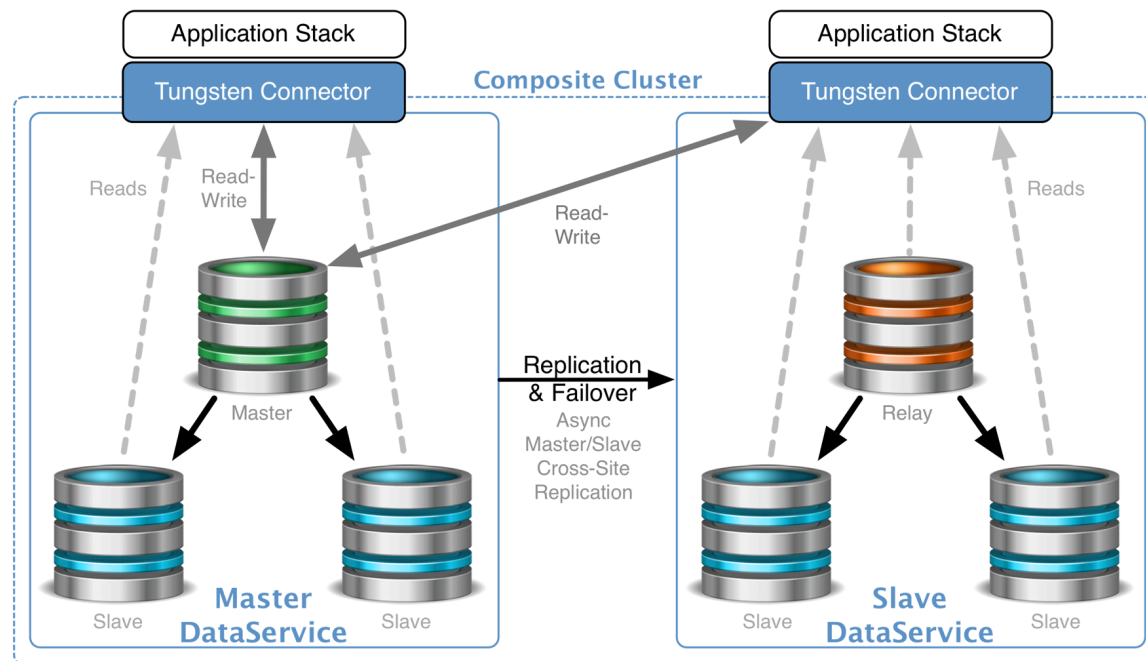 Application Stack
Tungsten Connector
Composite Cluster
Application Stack
Tungsten Connector
Reads
Read-
Write
Read-
Write
Reads
Master
Replication
& Failover
Async
Master/Slave
Cross-Site
Replication
Relay
Slave
Master
DataService
Slave
Slave
Slave
DataService
Slave